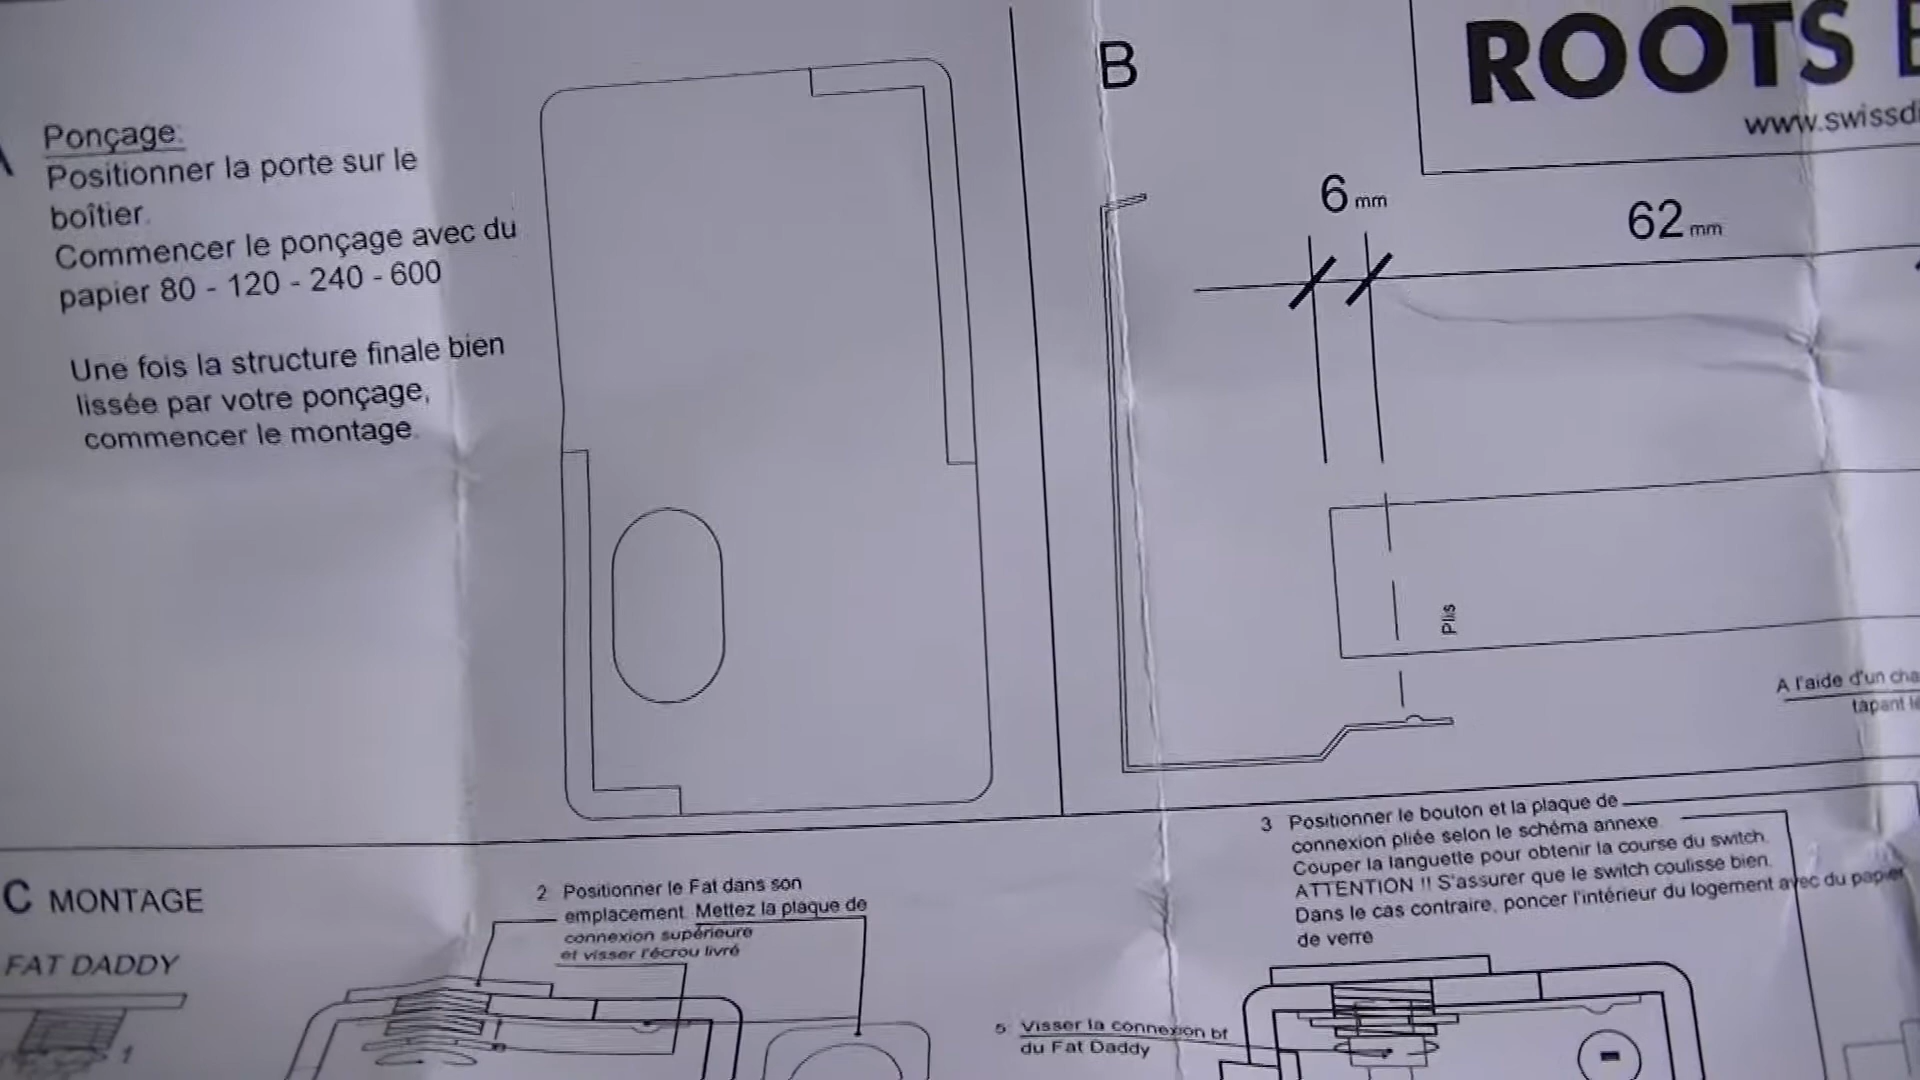 Ponçage:
Positionner la porte sur le
boîtier.
Commencer le ponçage avec du
papier 80 - 120 - 240 - 600
Une fois la structure finale bien
lissée par votre ponçage,
commencer le montage.
B
ROOTS
www.swissd
6 mm
62 mm
Plis
A l'aide d'un cha
tapant le
C MONTAGE
FAT DADDY
1
2 Positionner le Fat dans son
emplacement. Mettez la plaque de
connexion supérieure
et visser l'écrou livré
3 Positionner le bouton et la plaque de
connexion pliée selon le schéma annexe.
Couper la languette pour obtenir la course du switch.
ATTENTION !! S'assurer que le switch coulisse bien.
Dans le cas contraire, poncer l'intérieur du logement avec du papier
de verre
5 Visser la connexion bf
du Fat Daddy
-